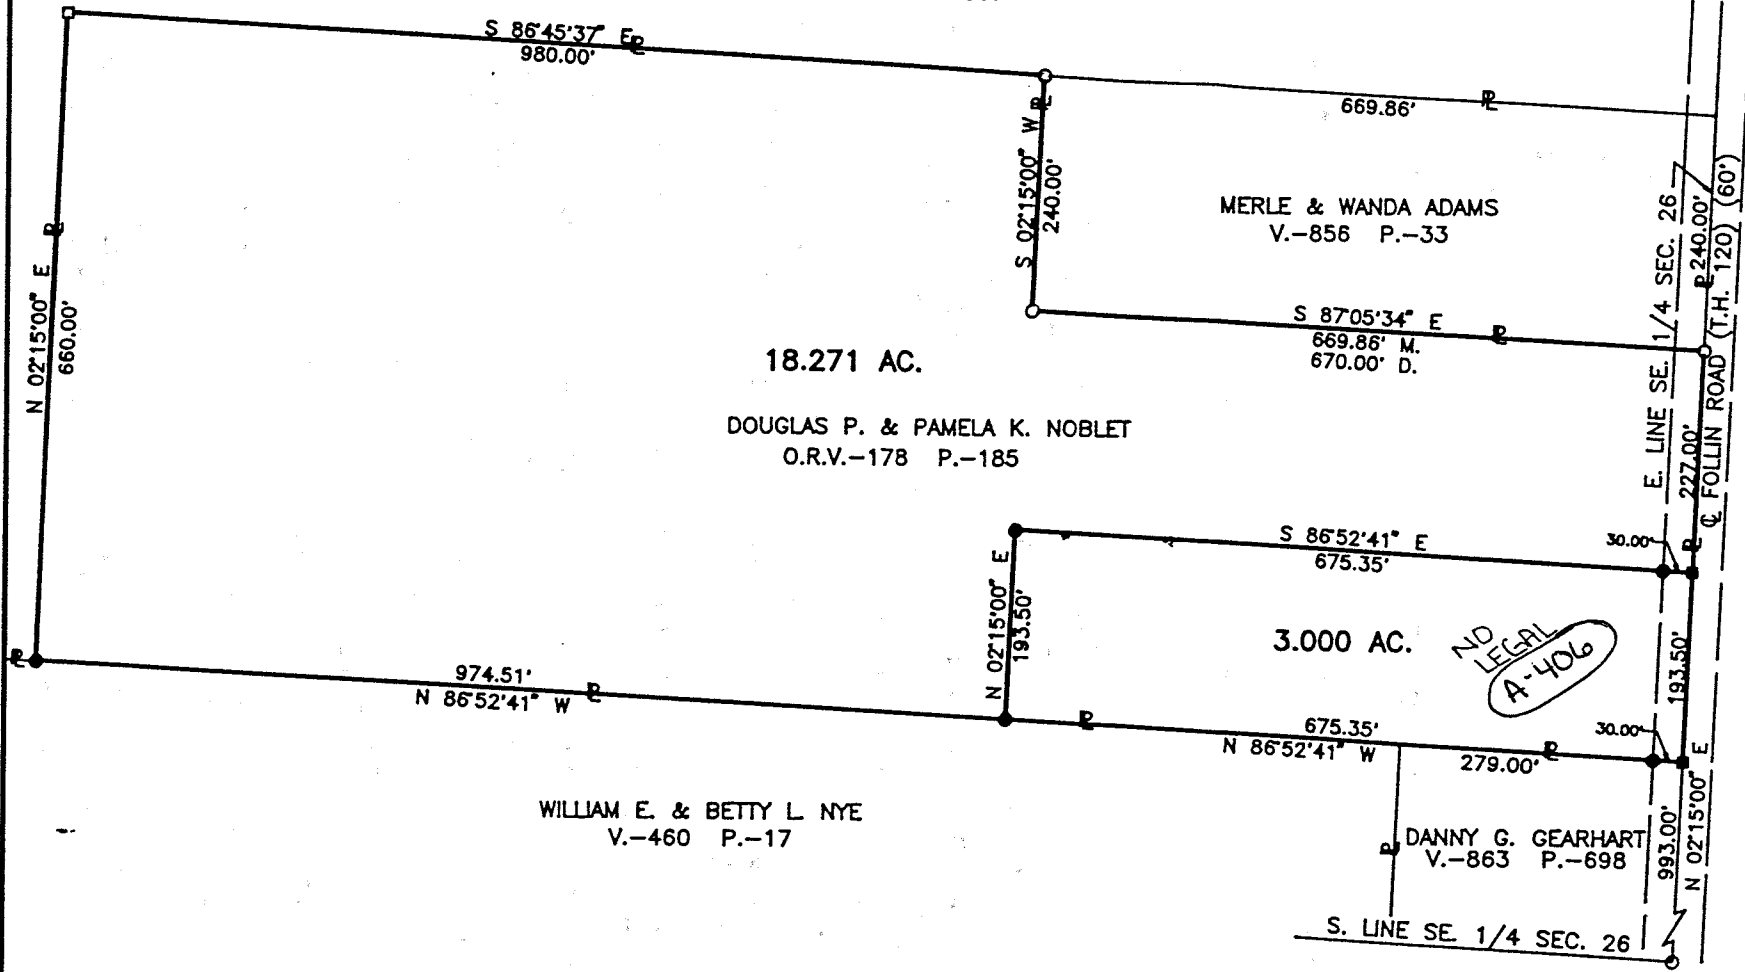 S 86°45'37" E
980.00'
669.86'
S 02°15'00" W
240.00'
MERLE & WANDA ADAMS
V.-856 P.-33
E. LINE SE. 1/4 SEC. 26
240.00'
℄ FOLLIN ROAD (T.H. 120) (60')
N 02°15'00" E
660.00'
S 87°05'34" E
669.86' M.
670.00' D.
18.271 AC.
DOUGLAS P. & PAMELA K. NOBLET
O.R.V.-178 P.-185
227.00'
S 86°52'41" E
675.35'
30.00'
N 02°15'00" E
193.50'
3.000 AC.
NO
LEGAL
A-406
193.50'
974.51'
N 86°52'41" W
675.35'
N 86°52'41" W
279.00'
30.00'
WILLIAM E. & BETTY L. NYE
V.-460 P.-17
DANNY G. GEARHART
V.-863 P.-698
993.00'
N 02°15'00" E
S. LINE SE. 1/4 SEC. 26